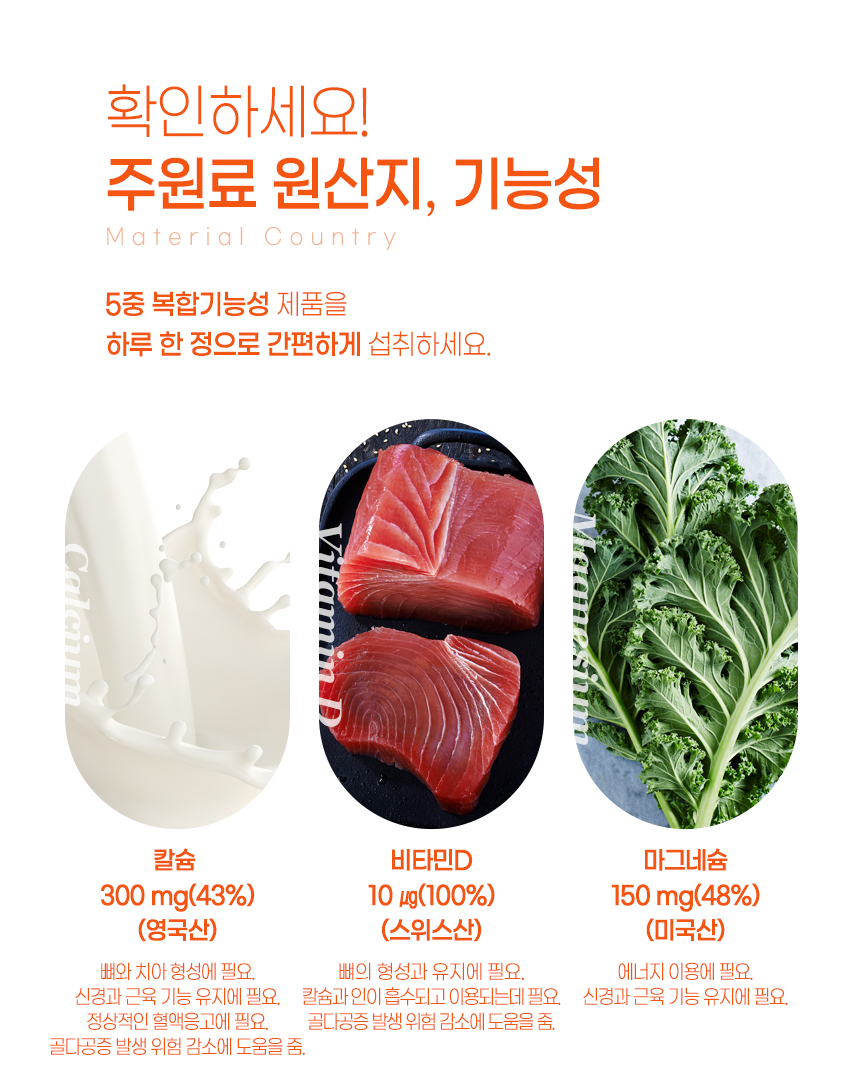 확인하세요!
주원료 원산지, 기능성
Material Country
5중 복합기능성 제품을
하루 한 정으로 간편하게 섭취하세요.
Calcium
Vitamin D
Magnesium
칼슘
300 mg(43%)
(영국산)
뼈와 치아 형성에 필요.
신경과 근육 기능 유지에 필요.
정상적인 혈액응고에 필요.
골다공증 발생 위험 감소에 도움을 줌.
비타민D
10 ㎍(100%)
(스위스산)
뼈의 형성과 유지에 필요.
칼슘과 인이 흡수되고 이용되는데 필요.
골다공증 발생 위험 감소에 도움을 줌.
마그네슘
150 mg(48%)
(미국산)
에너지 이용에 필요.
신경과 근육 기능 유지에 필요.